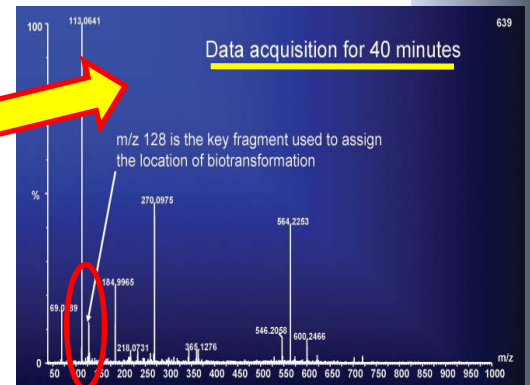 113.0641
100
639
Data acquisition for 40 minutes
m/z 128 is the key fragment used to assign
the location of biotransformation
%
270.0975
564.2253
184.9965
218.0731
365.1276
546.2058
600.2466
0
m/z
50 100 150 200 250 300 350 400 450 500 550 600 650 700 750 800 850 900 950 1000